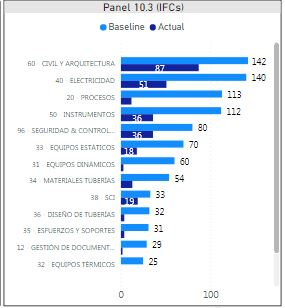 Panel 10.3 (IFCs)
Baseline Actual
60 · CIVIL Y ARQUITECTURA 142 87
40 · ELECTRICIDAD 140 51
20 · PROCESOS 113
50 · INSTRUMENTOS 112 36
96 · SEGURIDAD & CONTROL... 80 36
33 · EQUIPOS ESTÁTICOS 70 18
31 · EQUIPOS DINÁMICOS 60
34 · MATERIALES TUBERÍAS 54
38 · SCI 33 19
36 · DISEÑO DE TUBERÍAS 32
35 · ESFUERZOS Y SOPORTES 31
12 · GESTIÓN DE DOCUMENT... 29
32 · EQUIPOS TÉRMICOS 25
0 100